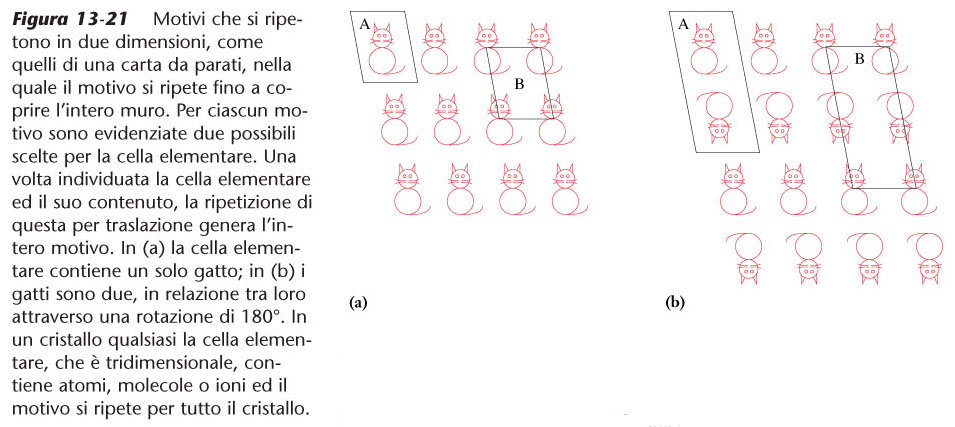 Figura 13-21 Motivi che si ripe-
tono in due dimensioni, come
quelli di una carta da parati, nella
quale il motivo si ripete fino a co-
prire l'intero muro. Per ciascun mo-
tivo sono evidenziate due possibili
scelte per la cella elementare. Una
volta individuata la cella elementare
ed il suo contenuto, la ripetizione di
questa per traslazione genera l'in-
tero motivo. In (a) la cella elemen-
tare contiene un solo gatto; in (b) i
gatti sono due, in relazione tra loro
attraverso una rotazione di 180°. In
un cristallo qualsiasi la cella elemen-
tare, che è tridimensionale, con-
tiene atomi, molecole o ioni ed il
motivo si ripete per tutto il cristallo.
A
B
(a)
A
B
(b)